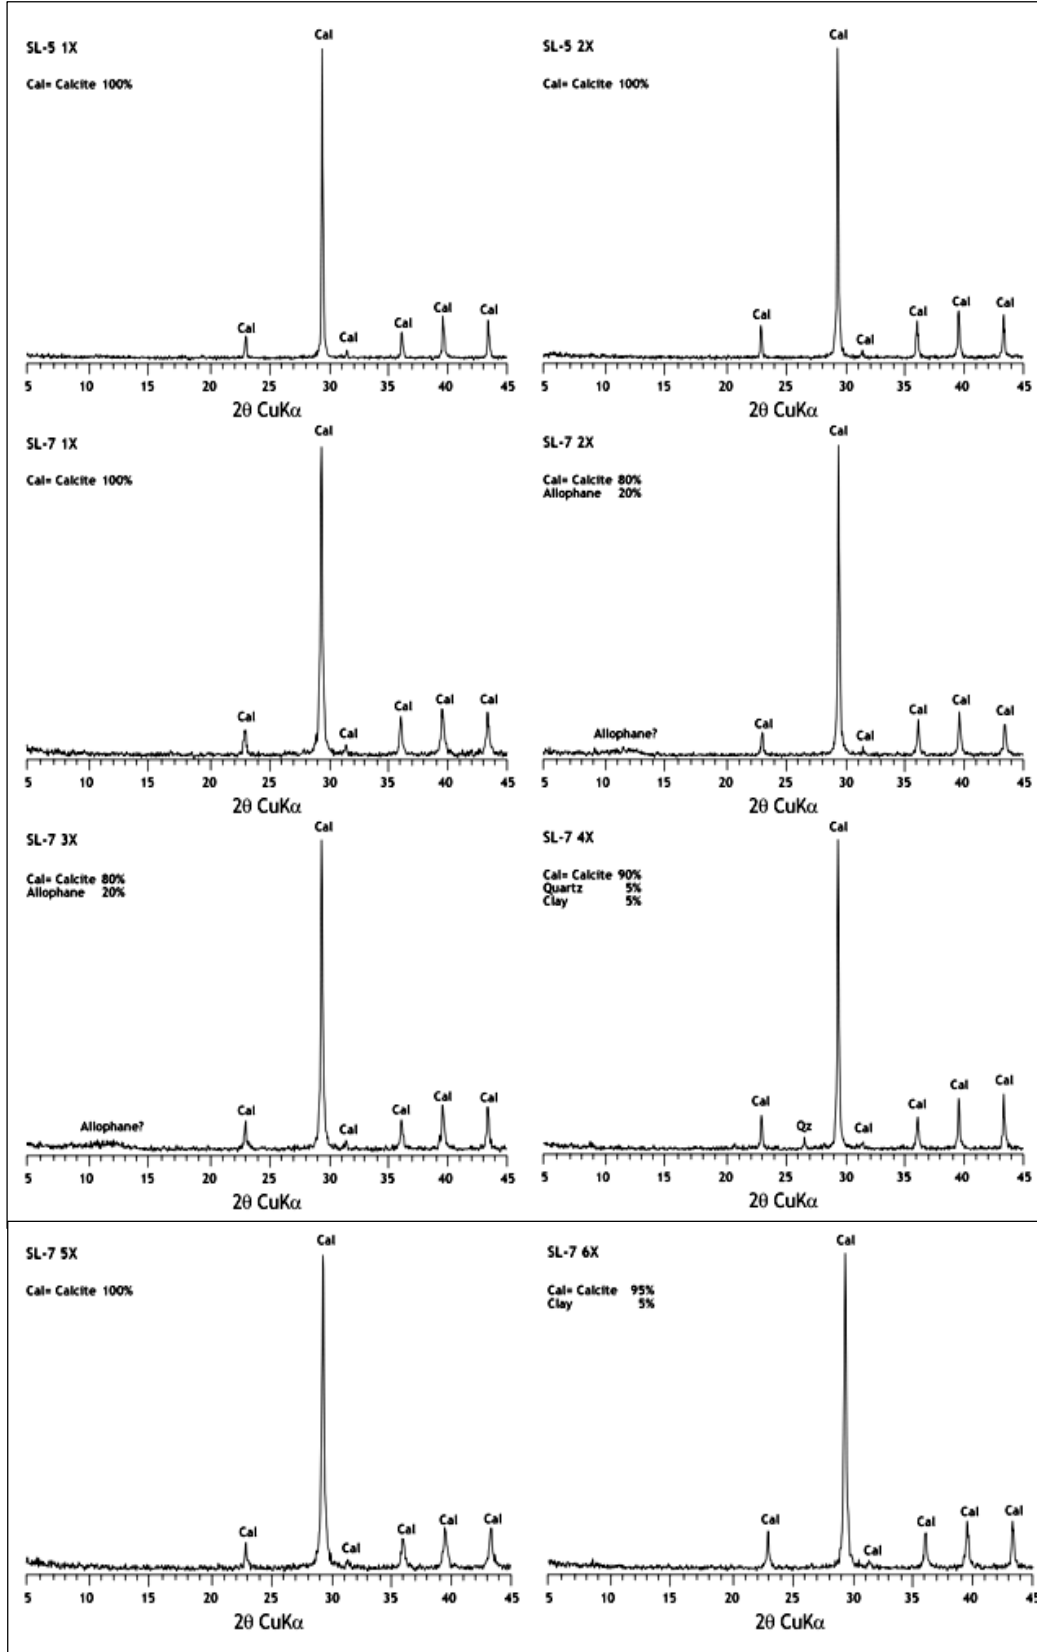 SL-5 1X
Cal= Calcite 100%
Cal
Cal
Cal
Cal
Cal
Cal
5 10 15 20 25 30 35 40 45
2θ CuKα
SL-5 2X
Cal= Calcite 100%
Cal
Cal
Cal
Cal
Cal
Cal
5 10 15 20 25 30 35 40 45
2θ CuKα
SL-7 1X
Cal= Calcite 100%
Cal
Cal
Cal
Cal
Cal
Cal
5 10 15 20 25 30 35 40 45
2θ CuKα
SL-7 2X
Cal= Calcite 80%
Allophane 20%
Cal
Allophane?
Cal
Cal
Cal
Cal
Cal
5 10 15 20 25 30 35 40 45
2θ CuKα
SL-7 3X
Cal= Calcite 80%
Allophane 20%
Cal
Allophane?
Cal
Cal
Cal
Cal
Cal
5 10 15 20 25 30 35 40 45
2θ CuKα
SL-7 4X
Cal= Calcite 90%
Quartz 5%
Clay 5%
Cal
Cal
Qz
Cal
Cal
Cal
Cal
5 10 15 20 25 30 35 40 45
2θ CuKα
SL-7 5X
Cal= Calcite 100%
Cal
Cal
Cal
Cal
Cal
Cal
5 10 15 20 25 30 35 40 45
2θ CuKα
SL-7 6X
Cal= Calcite 95%
Clay 5%
Cal
Cal
Cal
Cal
Cal
Cal
5 10 15 20 25 30 35 40 45
2θ CuKα